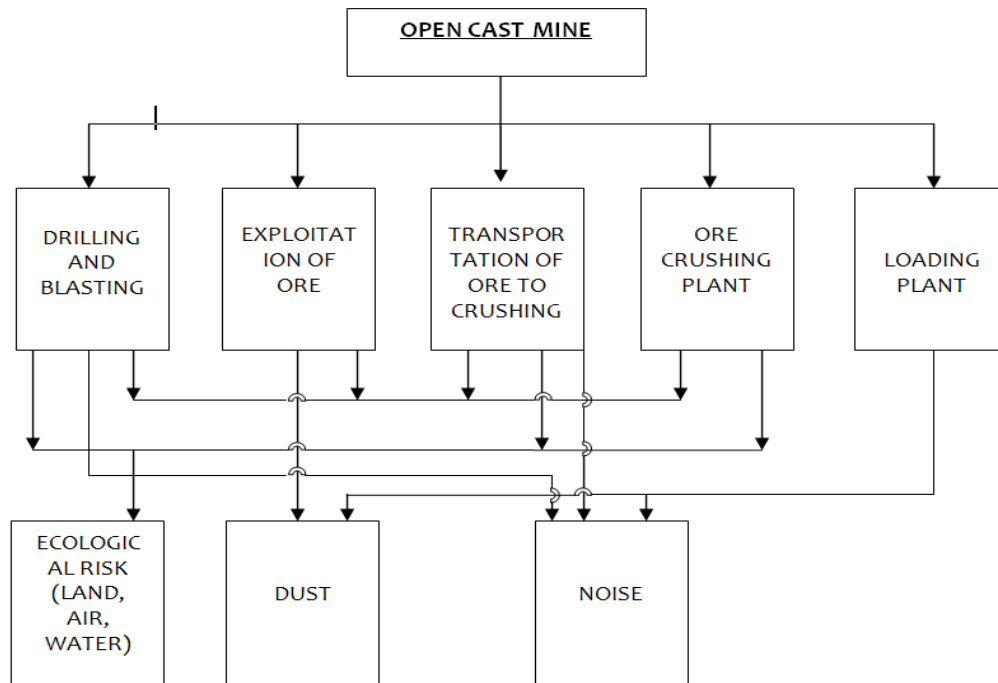 OPEN CAST MINE
DRILLING
AND
BLASTING
EXPLOITAT
ION OF
ORE
TRANSPOR
TATION OF
ORE TO
CRUSHING
ORE
CRUSHING
PLANT
LOADING
PLANT
ECOLOGIC
AL RISK
(LAND,
AIR,
WATER)
DUST
NOISE